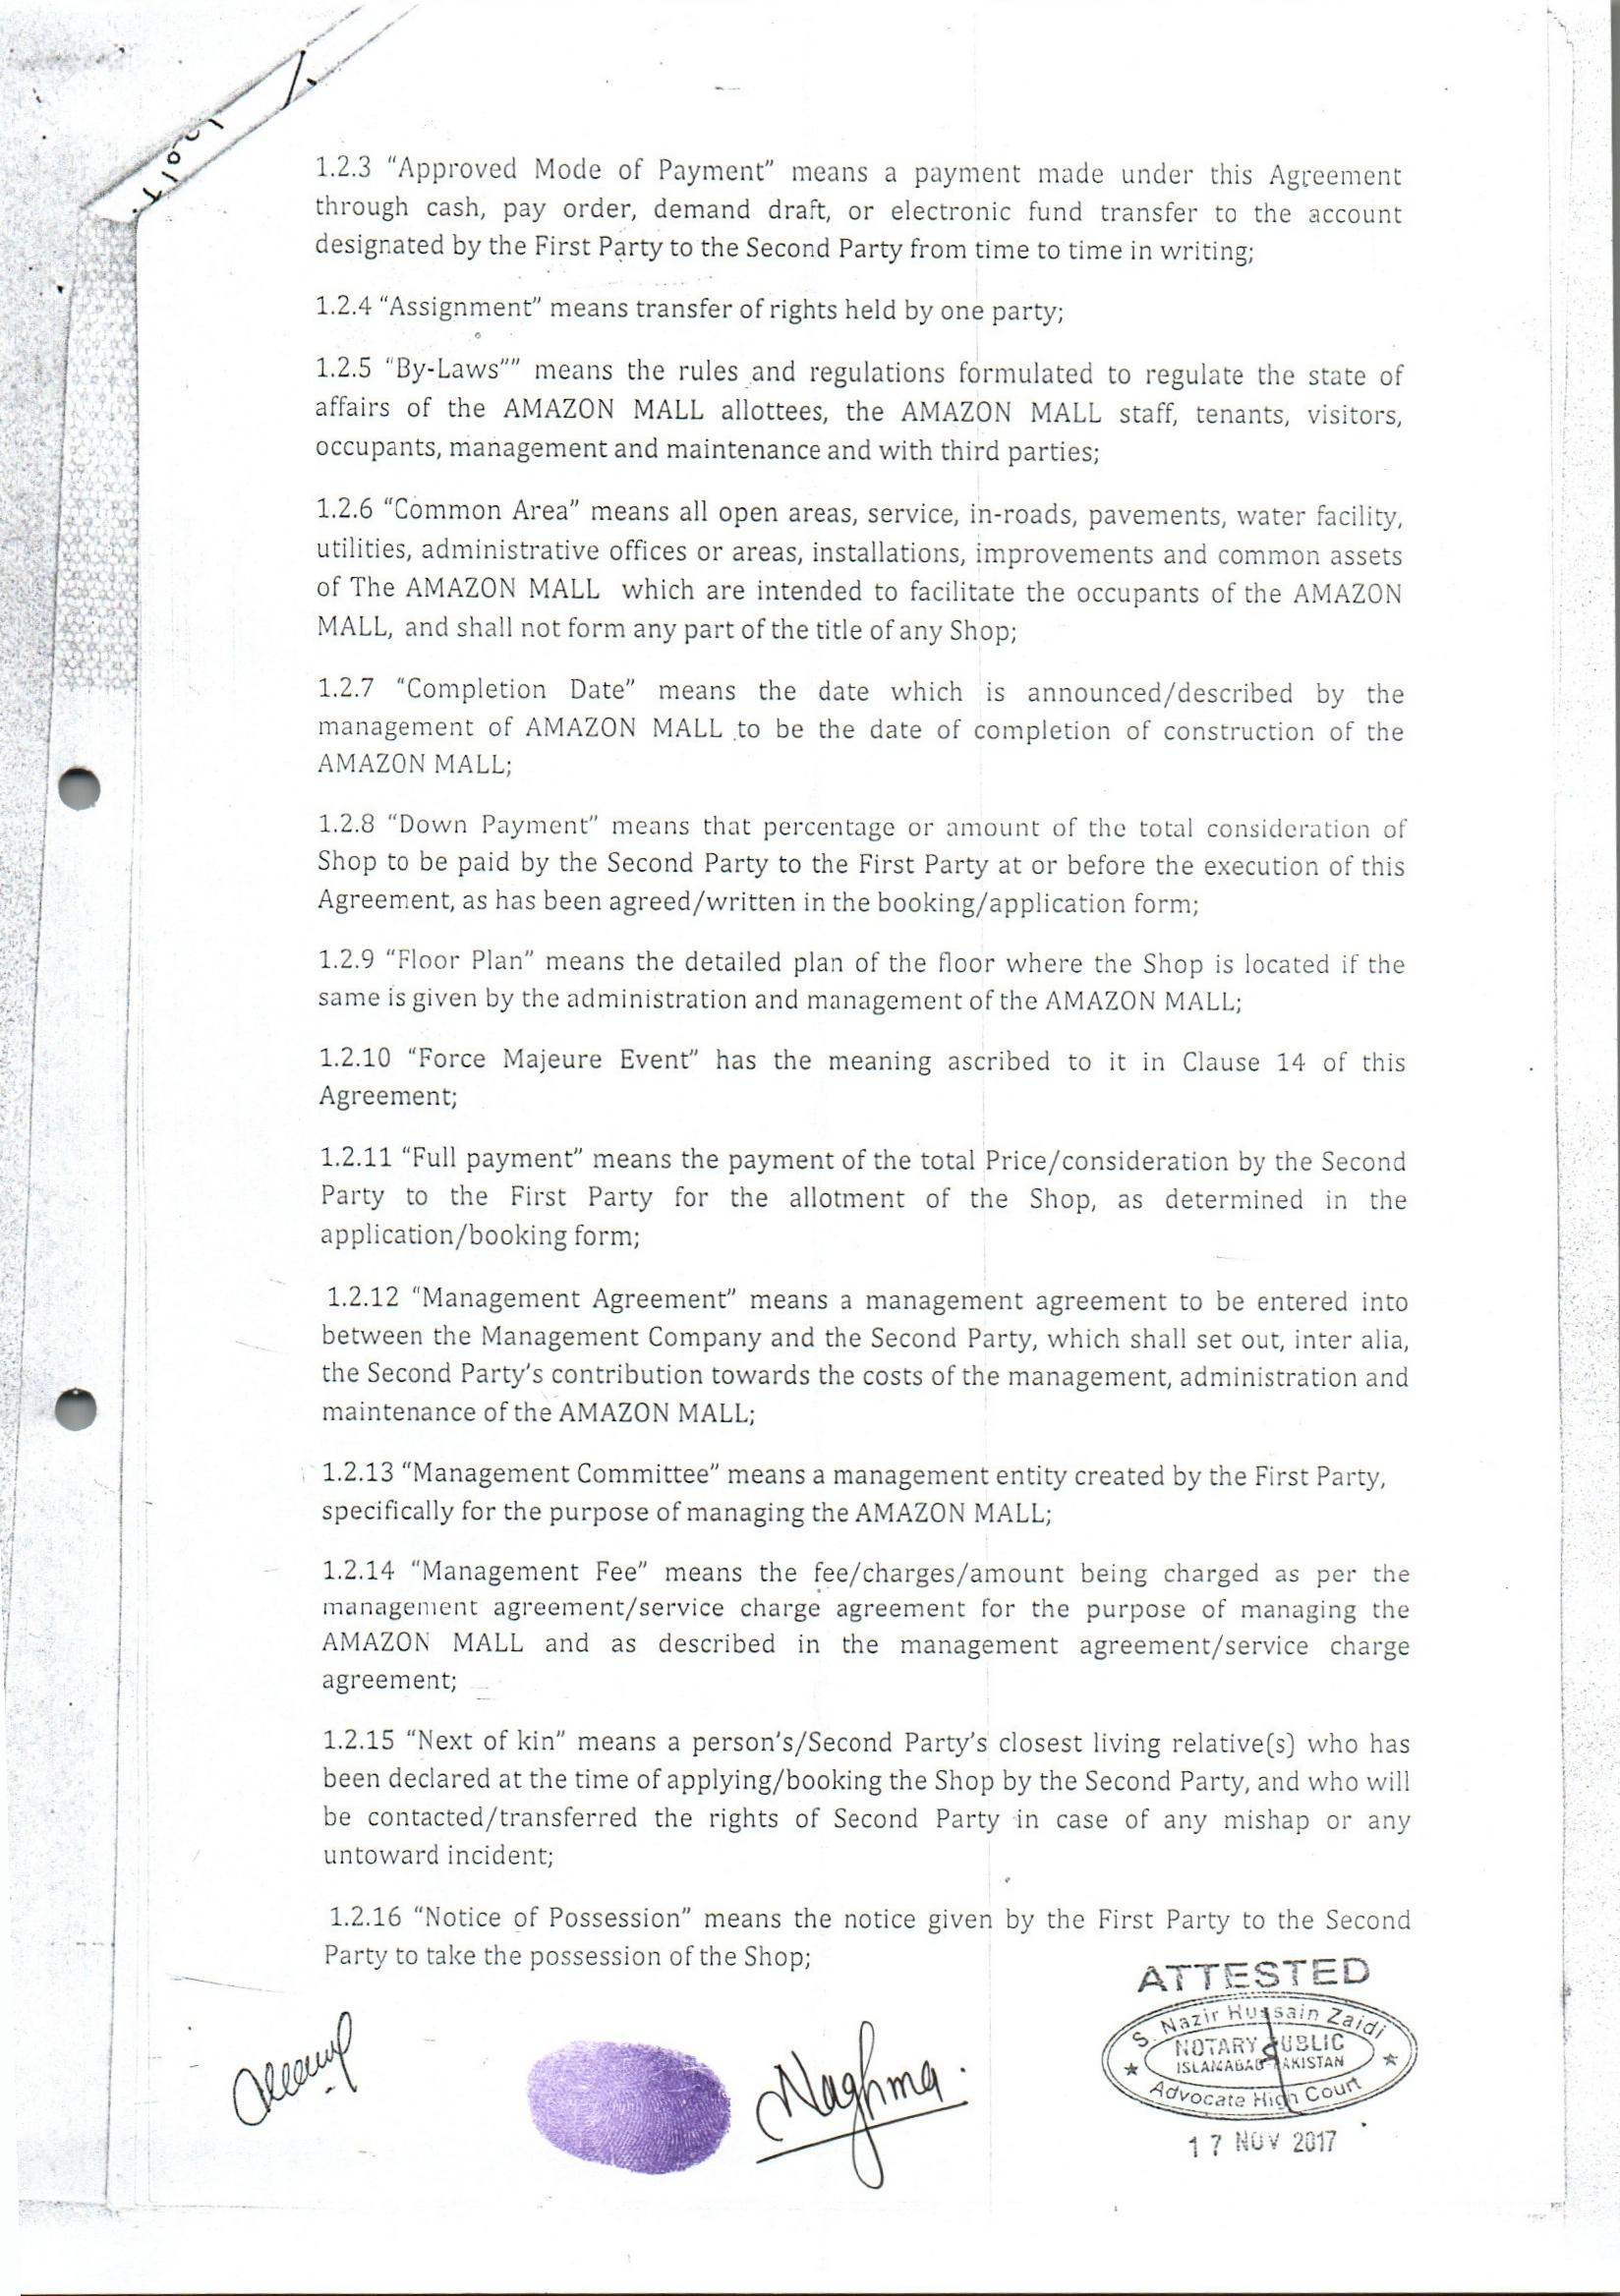 1.2.3 “Approved Mode of Payment” means a payment made under this Agreement
through cash, pay order, demand draft, or electronic fund transfer to the account
designated by the First Party to the Second Party from time to time in writing;
1.2.4 “Assignment” means transfer of rights held by one party;
1.2.5 “By-Laws”” means the rules and regulations formulated to regulate the state of
affairs of the AMAZON MALL allottees, the AMAZON MALL staff, tenants, visitors,
occupants, management and maintenance and with third parties;
1.2.6 “Common Area” means all open areas, service, in-roads, pavements, water facility,
utilities, administrative offices or areas, installations, improvements and common assets
of The AMAZON MALL which are intended to facilitate the occupants of the AMAZON
MALL, and shall not form any part of the title of any Shop;
1.2.7 “Completion Date” means the date which is announced/described by the
management of AMAZON MALL to be the date of completion of construction of the
AMAZON MALL;
1.2.8 “Down Payment” means that percentage or amount of the total consideration of
Shop to be paid by the Second Party to the First Party at or before the execution of this
Agreement, as has been agreed/written in the booking/application form;
1.2.9 “Floor Plan” means the detailed plan of the floor where the Shop is located if the
same is given by the administration and management of the AMAZON MALL;
1.2.10 “Force Majeure Event” has the meaning ascribed to it in Clause 14 of this
Agreement;
1.2.11 “Full payment” means the payment of the total Price/consideration by the Second
Party to the First Party for the allotment of the Shop, as determined in the
application/booking form;
1.2.12 “Management Agreement” means a management agreement to be entered into
between the Management Company and the Second Party, which shall set out, inter alia,
the Second Party’s contribution towards the costs of the management, administration and
maintenance of the AMAZON MALL;
1.2.13 “Management Committee” means a management entity created by the First Party,
specifically for the purpose of managing the AMAZON MALL;
1.2.14 “Management Fee” means the fee/charges/amount being charged as per the
management agreement/service charge agreement for the purpose of managing the
AMAZON MALL and as described in the management agreement/service charge
agreement;
1.2.15 “Next of kin” means a person’s/Second Party’s closest living relative(s) who has
been declared at the time of applying/booking the Shop by the Second Party, and who will
be contacted/transferred the rights of Second Party in case of any mishap or any
untoward incident;
1.2.16 “Notice of Possession” means the notice given by the First Party to the Second
Party to take the possession of the Shop;
ATTESTED
S. Nazir Hussain Zaidi
NOTARY PUBLIC
ISLAMABAD-PAKISTAN
Advocate High Court
17 NOV 2017
Naghma.